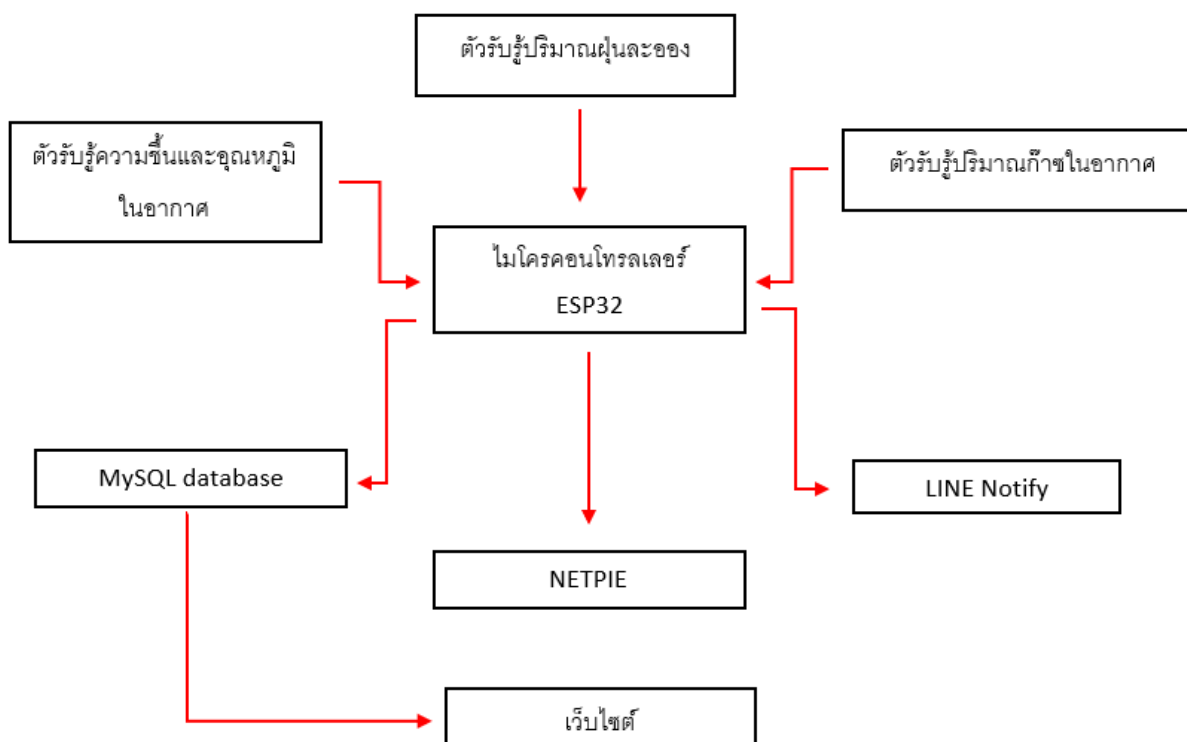 ตัวรับรู้ปริมาณฝุ่นละออง
ตัวรับรู้ความชื้นและอุณหภูมิ
ในอากาศ
ตัวรับรู้ปริมาณก๊าซในอากาศ
ไมโครคอนโทรลเลอร์
ESP32
MySQL database
LINE Notify
NETPIE
เว็บไซต์